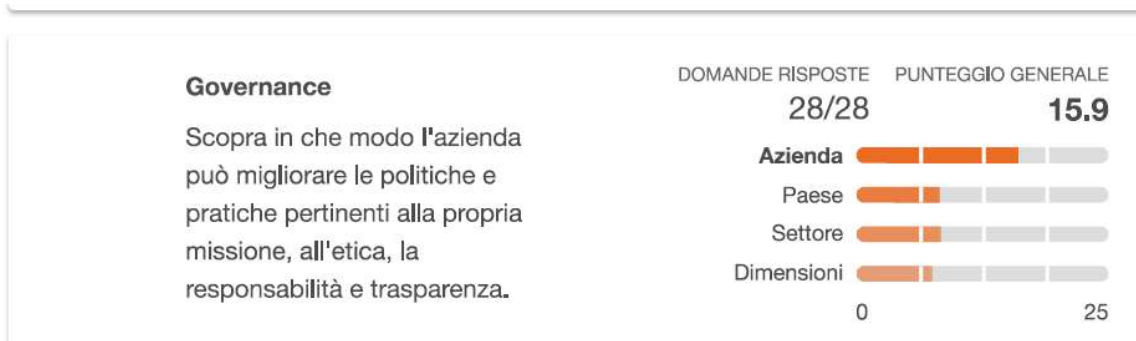 Governance
Scopra in che modo l'azienda
può migliorare le politiche e
pratiche pertinenti alla propria
missione, all'etica, la
responsabilità e trasparenza.
DOMANDE RISPOSTE
28/28
PUNTEGGIO GENERALE
15.9
Azienda
Paese
Settore
Dimensioni
0
25